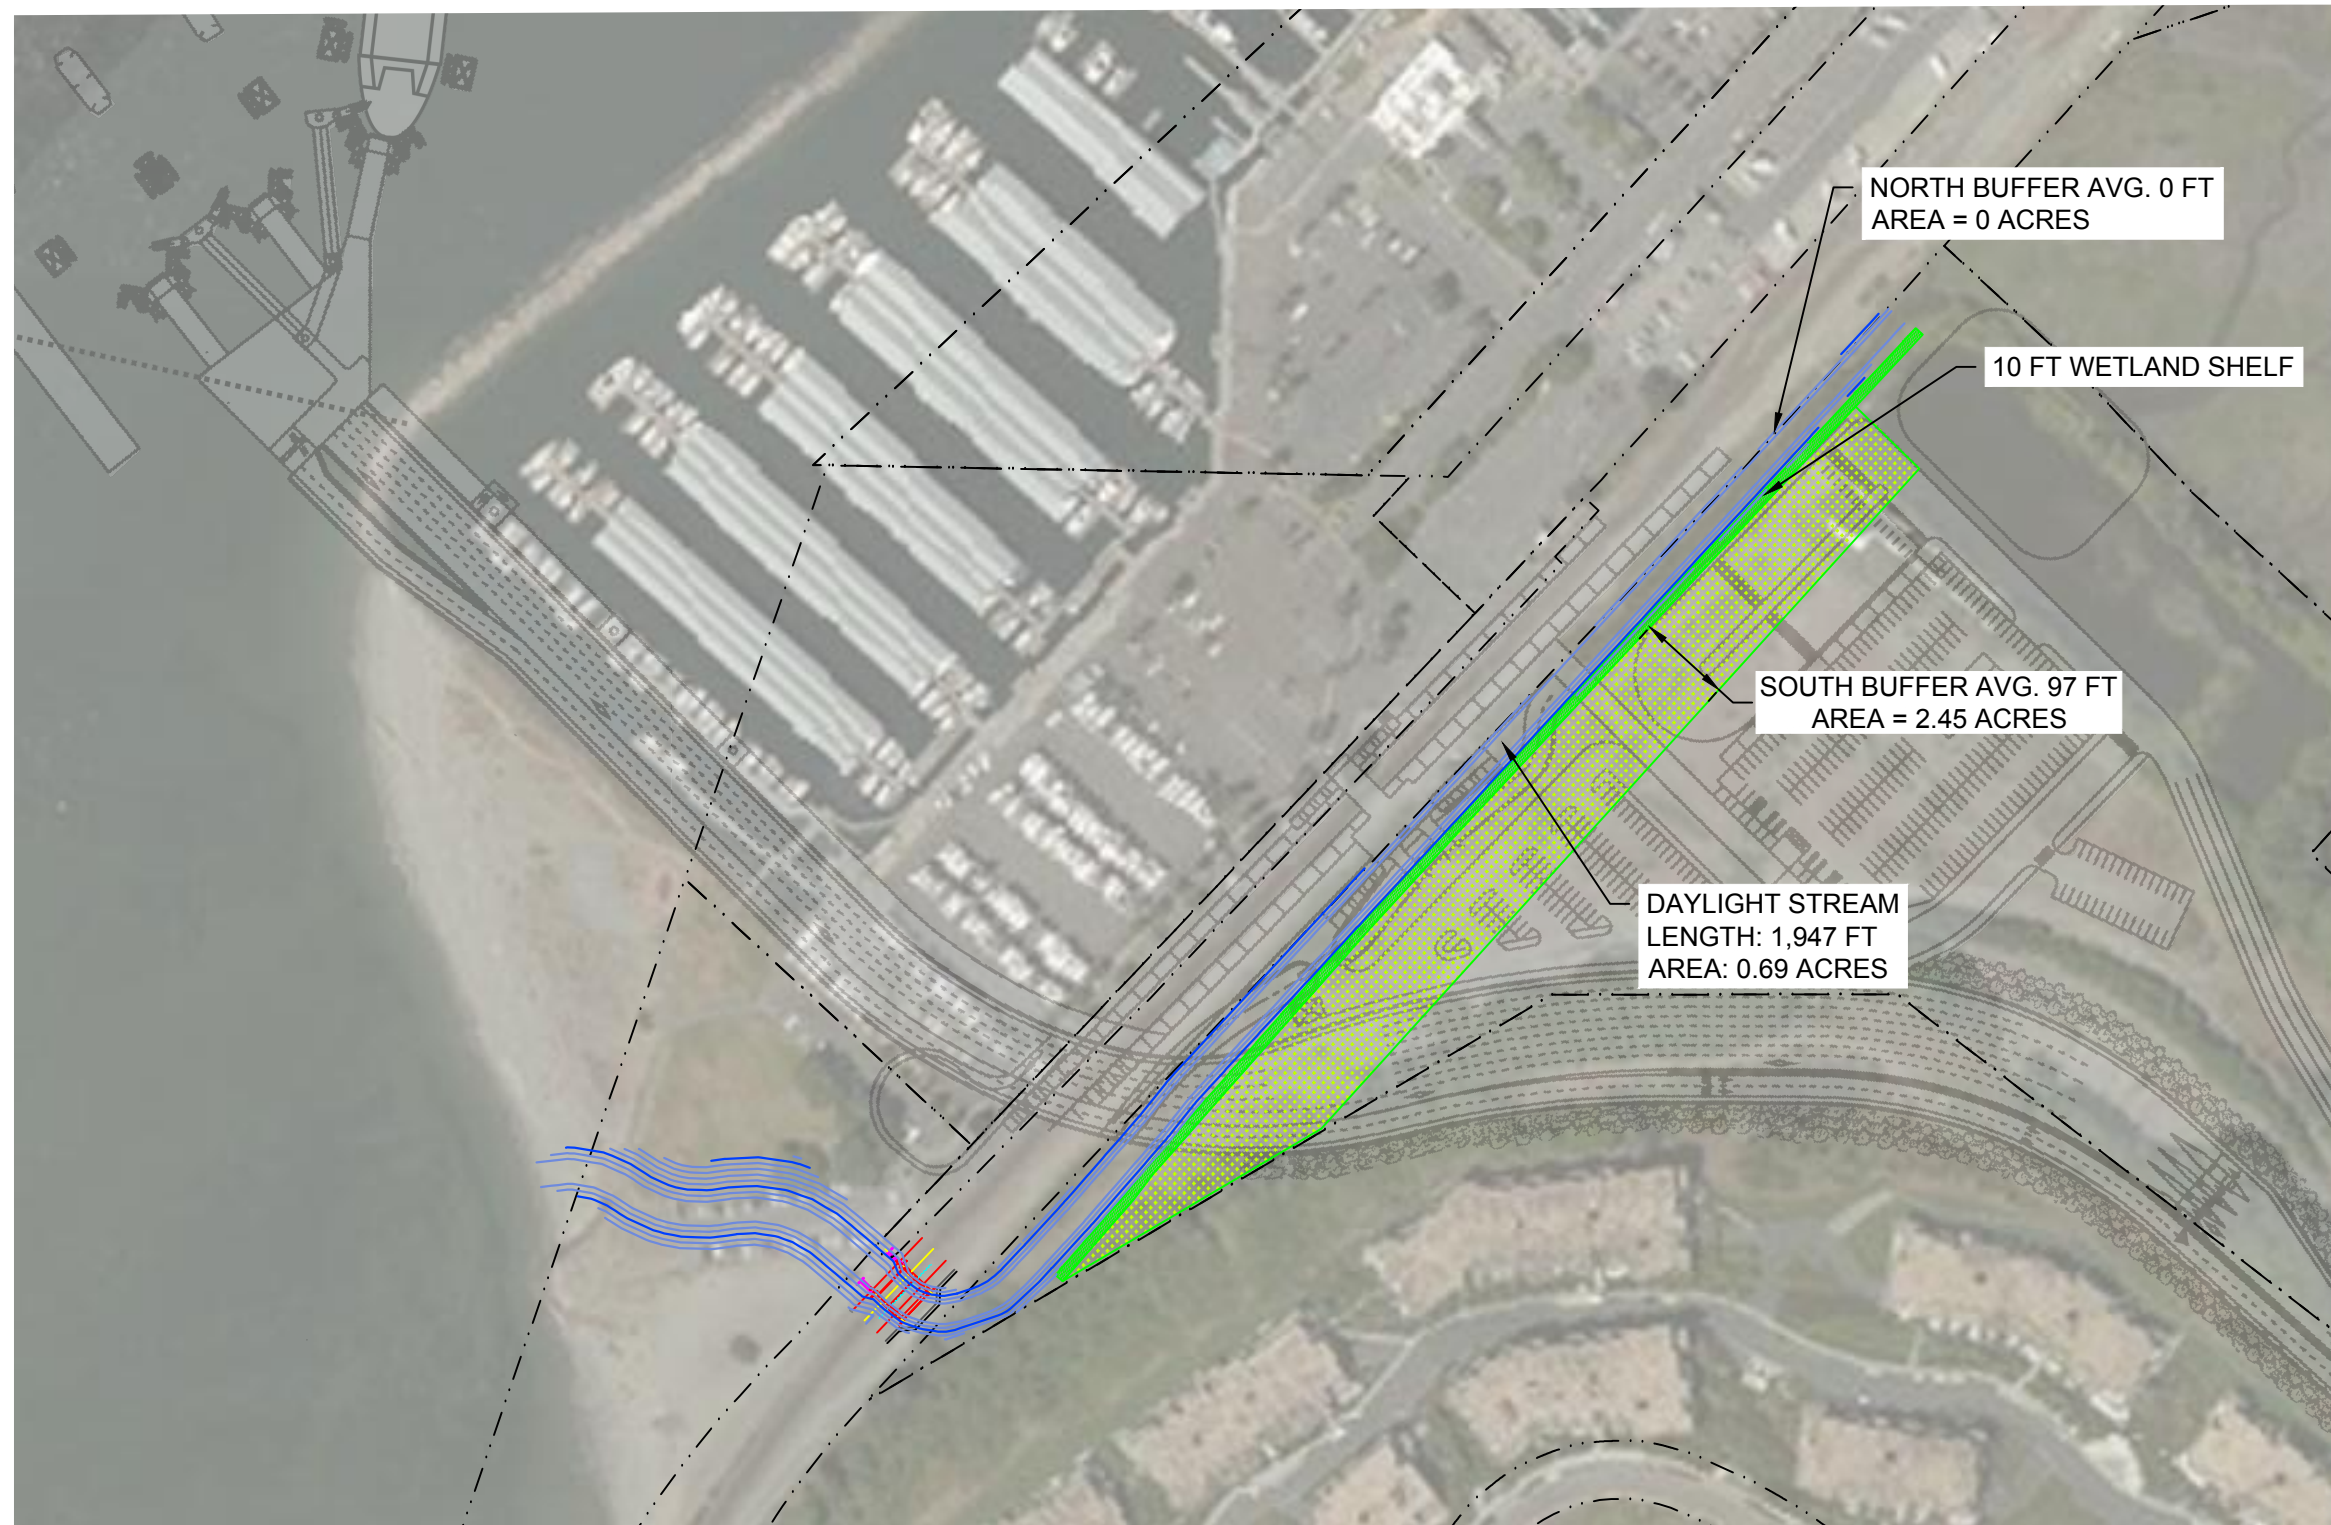 NORTH BUFFER AVG. 0 FT
AREA = 0 ACRES
10 FT WETLAND SHELF
SOUTH BUFFER AVG. 97 FT
AREA = 2.45 ACRES
DAYLIGHT STREAM
LENGTH: 1,947 FT
AREA: 0.69 ACRES